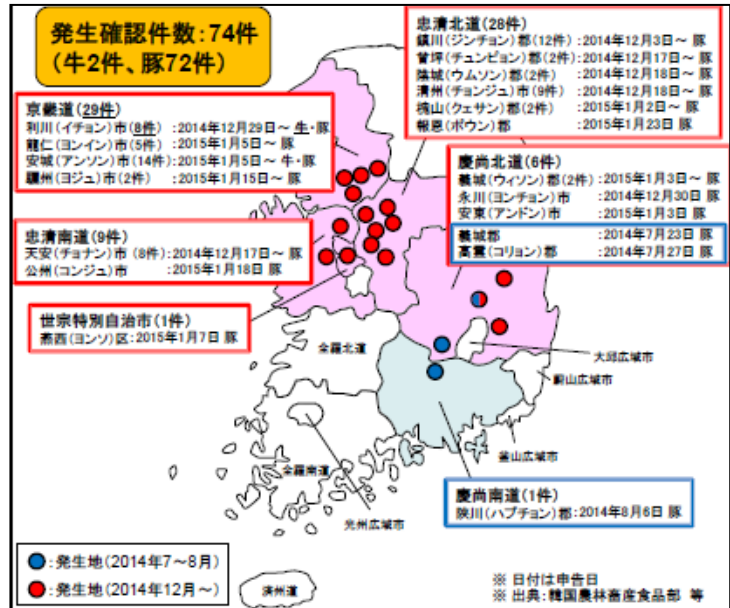 発生確認件数:74件
(牛2件、豚72件)
忠清北道(28件)
鎮川(ジンチョン)郡(12件):2014年12月3日～ 豚
曽坪(チュンピョン)郡(2件):2014年12月17日～ 豚
陰城(ウムソン)郡(2件) :2014年12月18日～ 豚
清州(チョンジュ)市(9件) :2014年12月18日～ 豚
槐山(クェサン)郡(2件) :2015年1月2日～ 豚
報恩(ボウン)郡 :2015年1月23日 豚
京畿道(29件)
利川(イチョン)市(8件) :2014年12月29日～ 牛・豚
龍仁(ヨンイン)市(5件) :2015年1月5日～ 豚
安城(アンソン)市(14件) :2015年1月5日～ 牛・豚
驪州(ヨジュ)市(2件) :2015年1月15日～ 豚
慶尚北道(6件)
義城(ウィソン)郡(2件):2015年1月3日～ 豚
永川(ヨンチョン)市 :2014年12月30日 豚
安東(アンドン)市 :2015年1月3日 豚
義城郡 :2014年7月23日 豚
高霊(コリョン)郡 :2014年7月27日 豚
忠清南道(9件)
天安(チョナン)市(8件):2014年12月17日～ 豚
公州(コンジュ)市 :2015年1月18日 豚
世宗特別自治市(1件)
燕西(ヨンソ)区:2015年1月7日 豚
全羅北道
大邱広域市
蔚山広域市
釜山広域市
全羅南道
光州広域市
慶尚南道(1件)
陜川(ハプチョン)郡:2014年8月6日 豚
●:発生地(2014年7～8月)
●:発生地(2014年12月～)
済州道
※ 日付は申告日
※ 出典:韓国農林畜産食品部 等